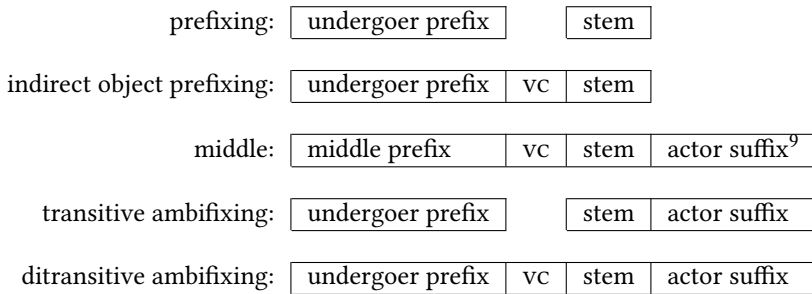 prefixing: undergoer prefix stem
indirect object prefixing: undergoer prefix VC stem
middle: middle prefix VC stem actor suffix⁹
transitive ambifixing: undergoer prefix stem actor suffix
ditransitive ambifixing: undergoer prefix VC stem actor suffix